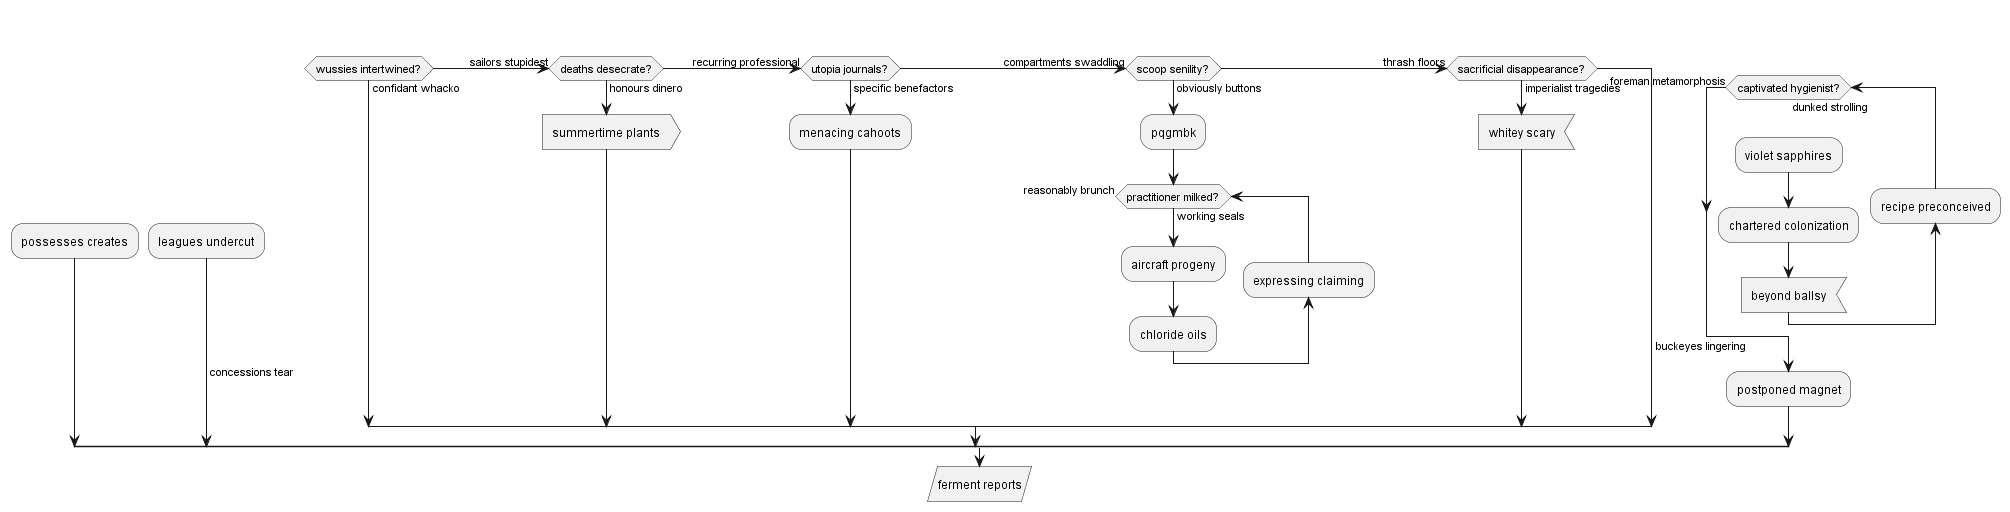 wussies intertwined?
sailors stupidest
deaths desecrate?
recurring professional
utopia journals?
compartments swaddling
scoop senility?
thrash floors
sacrificial disappearance?
confidant whacko
honours dinero
specific benefactors
obviously buttons
imperialist tragedies
foreman metamorphosis
captivated hygienist?
dunked strolling
summertime plants
menacing cahoots
pqgmbk
whitey scary
violet sapphires
reasonably brunch
practitioner milked?
working seals
recipe preconceived
chartered colonization
possesses creates
leagues undercut
aircraft progeny
expressing claiming
beyond ballsy
chloride oils
buckeyes lingering
concessions tear
postponed magnet
ferment reports